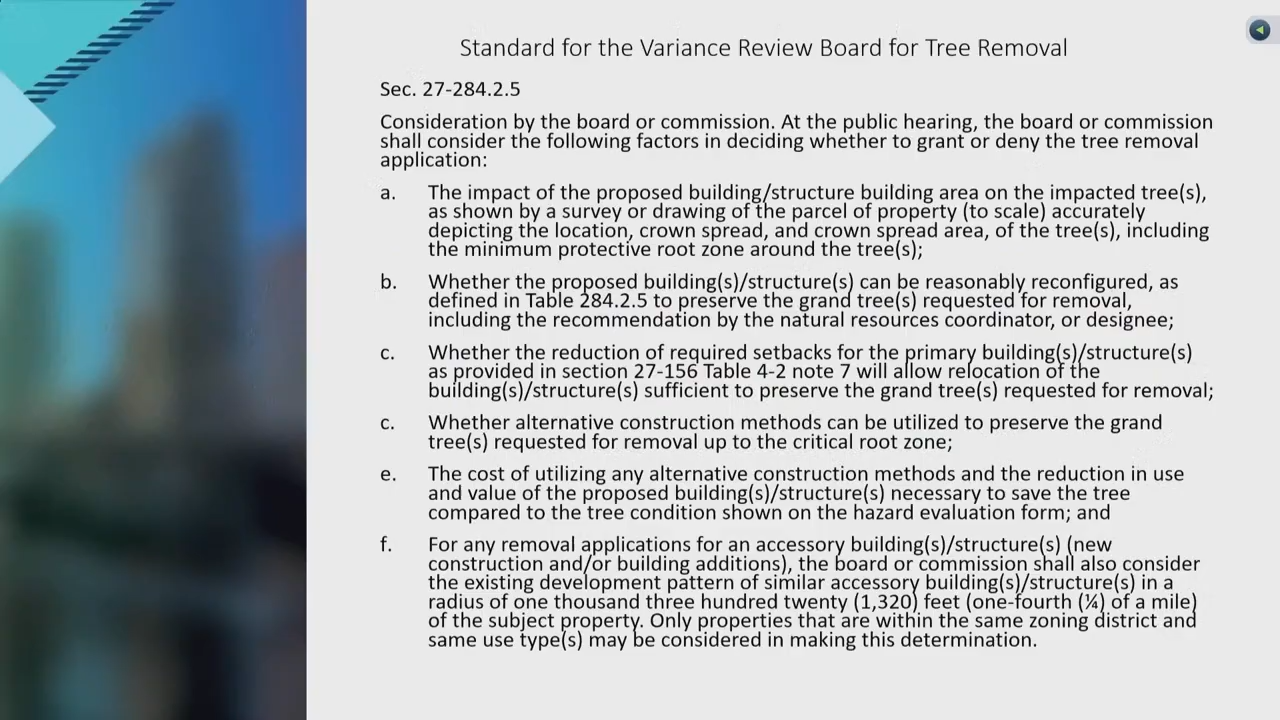 Standard for the Variance Review Board for Tree Removal
Sec. 27-284.2.5
Consideration by the board or commission. At the public hearing, the board or commission
shall consider the following factors in deciding whether to grant or deny the tree removal
application:
a. The impact of the proposed building/structure building area on the impacted tree(s),
as shown by a survey or drawing of the parcel of property (to scale) accurately
depicting the location, crown spread, and crown spread area, of the tree(s), including
the minimum protective root zone around the tree(s);
b. Whether the proposed building(s)/structure(s) can be reasonably reconfigured, as
defined in Table 284.2.5 to preserve the grand tree(s) requested for removal,
including the recommendation by the natural resources coordinator, or designee;
c. Whether the reduction of required setbacks for the primary building(s)/structure(s)
as provided in section 27-156 Table 4-2 note 7 will allow relocation of the
building(s)/structure(s) sufficient to preserve the grand tree(s) requested for removal;
c. Whether alternative construction methods can be utilized to preserve the grand
tree(s) requested for removal up to the critical root zone;
e. The cost of utilizing any alternative construction methods and the reduction in use
and value of the proposed building(s)/structure(s) necessary to save the tree
compared to the tree condition shown on the hazard evaluation form; and
f. For any removal applications for an accessory building(s)/structure(s) (new
construction and/or building additions), the board or commission shall also consider
the existing development pattern of similar accessory building(s)/structure(s) in a
radius of one thousand three hundred twenty (1,320) feet (one-fourth (¼) of a mile)
of the subject property. Only properties that are within the same zoning district and
same use type(s) may be considered in making this determination.